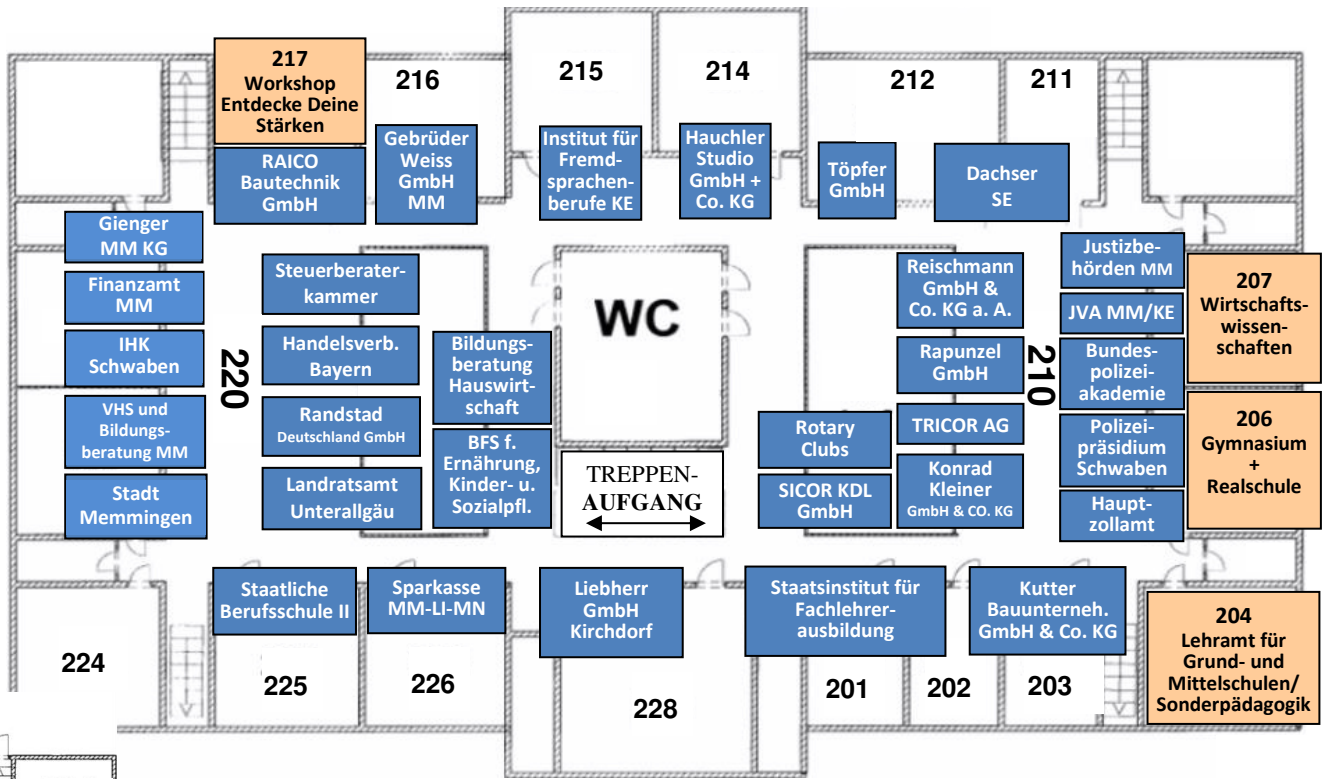 217
Workshop
Entdecke Deine
Stärken
216
215
214
212
211
RAICO
Bautechnik
GmbH
Gebrüder
Weiss
GmbH
MM
Institut für
Fremd-
sprachen-
berufe KE
Hauchler
Studio
GmbH +
Co. KG
Töpfer
GmbH
Dachser
SE
Gienger
MM KG
Finanzamt
MM
IHK
Schwaben
VHS und
Bildungs-
beratung MM
Stadt
Memmingen
220
Steuerberater-
kammer
Handelsverb.
Bayern
Randstad
Deutschland GmbH
Landratsamt
Unterallgäu
Bildungs-
beratung
Hauswirt-
schaft
BFS f.
Ernährung,
Kinder- u.
Sozialpfl.
WC
TREPPEN-
AUFGANG
Rotary
Clubs
SICOR KDL
GmbH
Reischmann
GmbH &
Co. KG a. A.
Rapunzel
GmbH
TRICOR AG
Konrad
Kleiner
GmbH & CO. KG
210
Justizbe-
hörden MM
JVA MM/KE
Bundes-
polizei-
akademie
Polizei-
präsidium
Schwaben
Haupt-
zollamt
207
Wirtschafts-
wissen-
schaften
206
Gymnasium
+
Realschule
Staatliche
Berufsschule II
Sparkasse
MM-LI-MN
Liebherr
GmbH
Kirchdorf
Staatsinstitut für
Fachlehrer-
ausbildung
Kutter
Bauunterneh.
GmbH & Co. KG
204
Lehramt für
Grund- und
Mittelschulen/
Sonderpädagogik
224
225
226
228
201
202
203